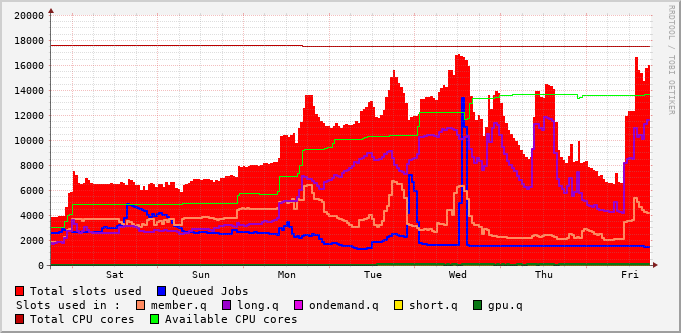 RRDTOOL / TOBI OETIKER
20000
18000
16000
14000
12000
10000
8000
6000
4000
2000
0
Sat Sun Mon Tue Wed Thu Fri
Total slots used Queued Jobs
Slots used in : member.q long.q ondemand.q short.q gpu.q
Total CPU cores Available CPU cores